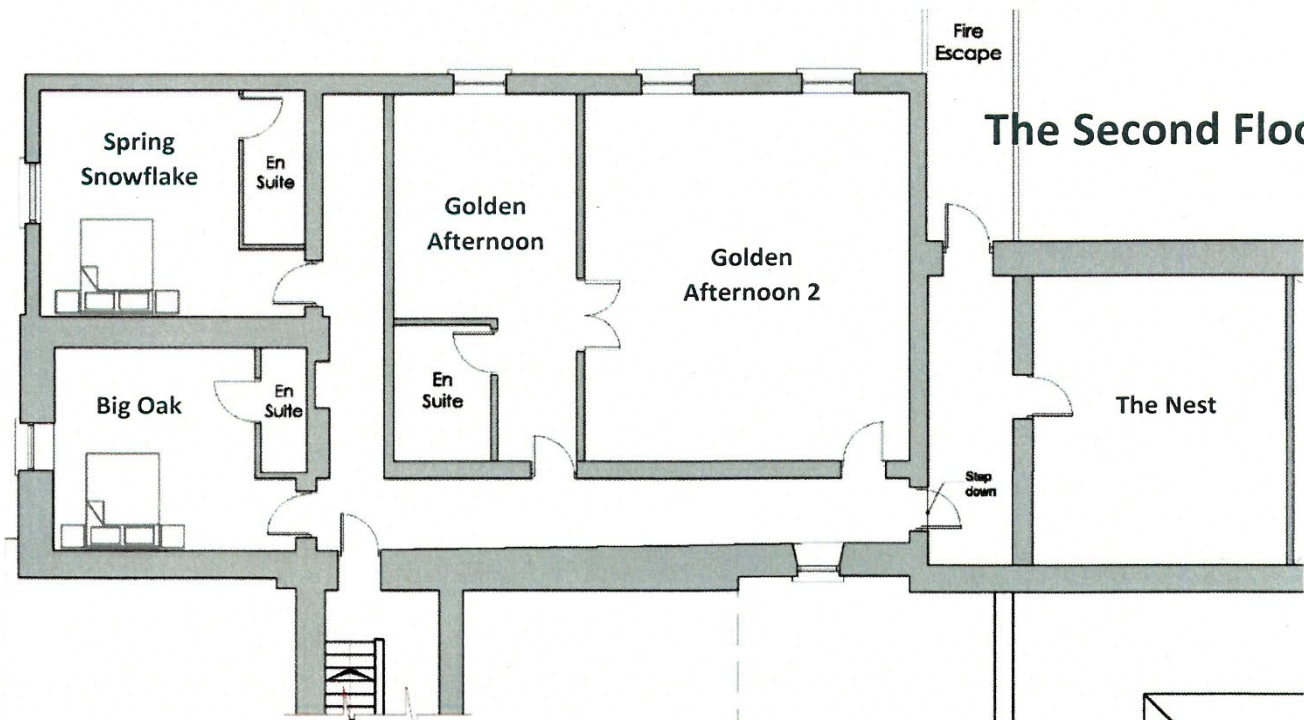 Fire
Escape
The Second Floo
Spring
Snowflake
En
Suite
Golden
Afternoon
Golden
Afternoon 2
En
Suite
Big Oak
En
Suite
The Nest
Step
down